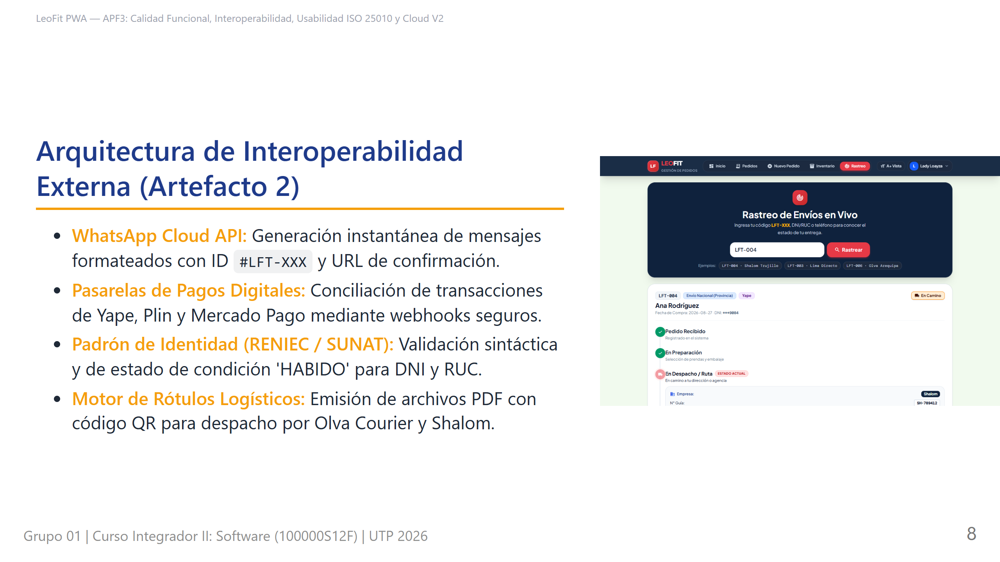 LeoFit PWA — APF3: Calidad Funcional, Interoperabilidad, Usabilidad ISO 25010 y Cloud V2
Arquitectura de Interoperabilidad
Externa (Artefacto 2)
• WhatsApp Cloud API: Generación instantánea de mensajes
formateados con ID #LFT-XXX y URL de confirmación.
• Pasarelas de Pagos Digitales: Conciliación de transacciones
de Yape, Plin y Mercado Pago mediante webhooks seguros.
• Padrón de Identidad (RENIEC / SUNAT): Validación sintáctica
y de estado de condición 'HABIDO' para DNI y RUC.
• Motor de Rótulos Logísticos: Emisión de archivos PDF con
código QR para despacho por Olva Courier y Shalom.
LF LEOFIT
GESTIÓN DE PEDIDOS
Inicio Pedidos Nuevo Pedido Inventario Rastreo A+ Vista L Lady Loayza
Rastreo de Envíos en Vivo
Ingresa tu código LFT-XXX, DNI/RUC o teléfono para conocer el
estado de tu entrega.
LFT-004 Rastrear
Ejemplos: LFT-004 · Shalom Trujillo LFT-003 · Lima Directo LFT-006 · Olva Arequipa
LFT-004 Envío Nacional (Provincia) Yape En Camino
Ana Rodríguez
Fecha de Compra: 2026-08-27 · DNI: ***9084
Pedido Recibido
Registrado en el sistema
En Preparación
Selección de prendas y embalaje
En Despacho / Ruta ESTADO ACTUAL
En camino a tu dirección o agencia
Empresa: Shalom
N° Guía: SH-789412
Grupo 01 | Curso Integrador II: Software (100000S12F) | UTP 2026
8